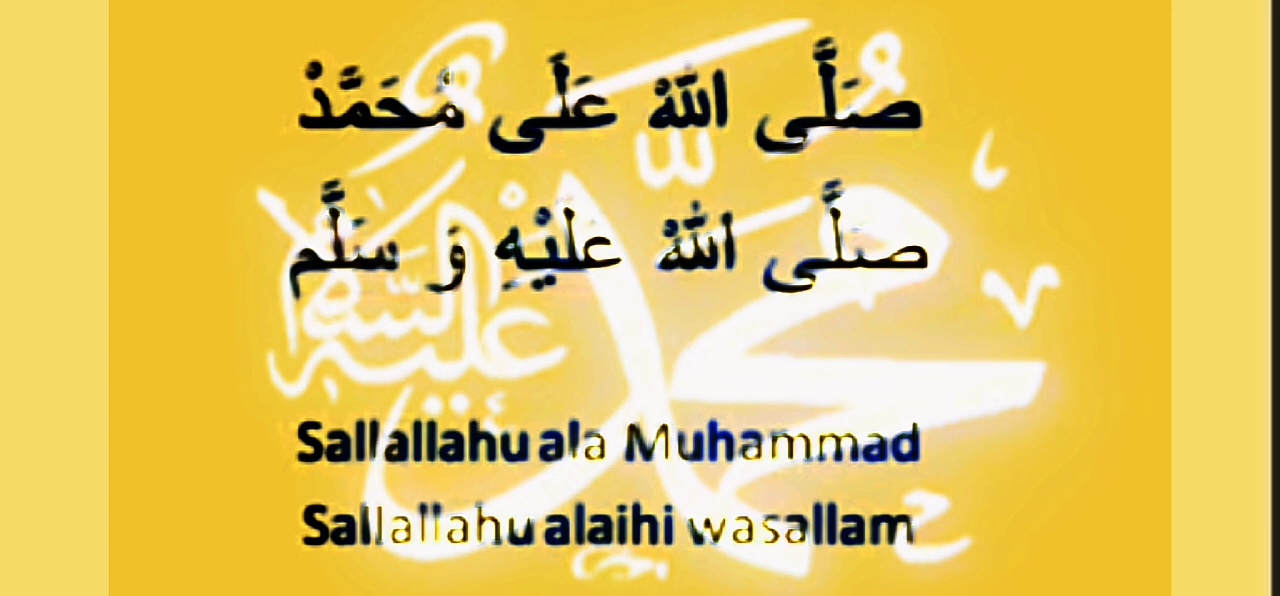 صَلَّى اللهُ عَلَى مُحَمَّدْ
صَلَّى اللهُ عَلَيْهِ وَ سَلَّم
Sallallahu ala Muhammad
Sallallahu alaihi wasallam